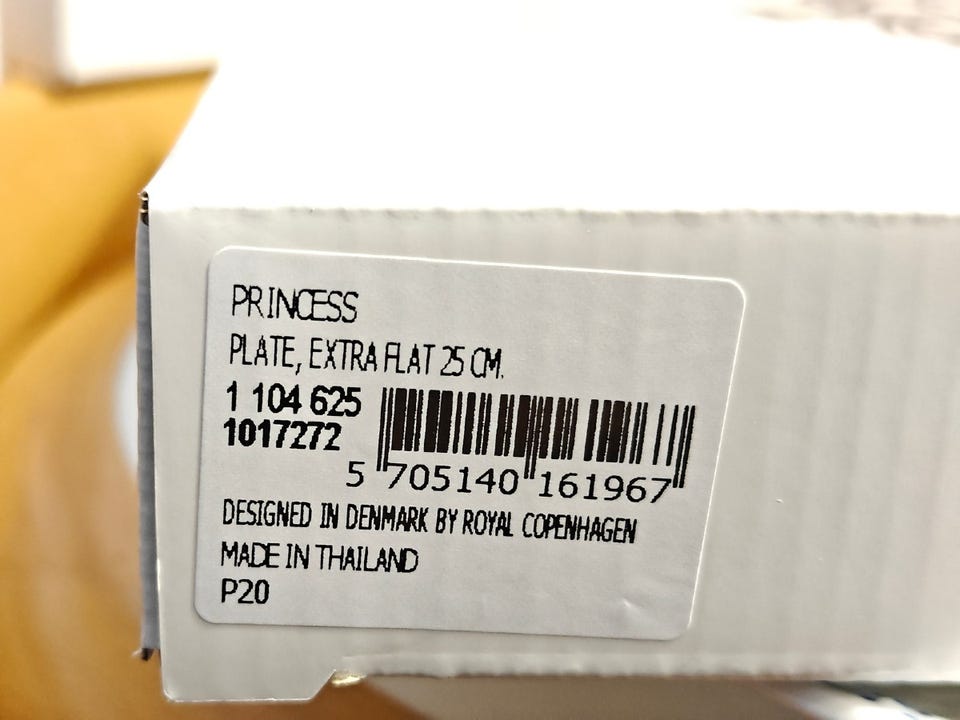 PRINCESS
PLATE, EXTRA FLAT 25 CM.
1 104 625
1017272
5 705140 161967
DESIGNED IN DENMARK BY ROYAL COPENHAGEN
MADE IN THAILAND
P20